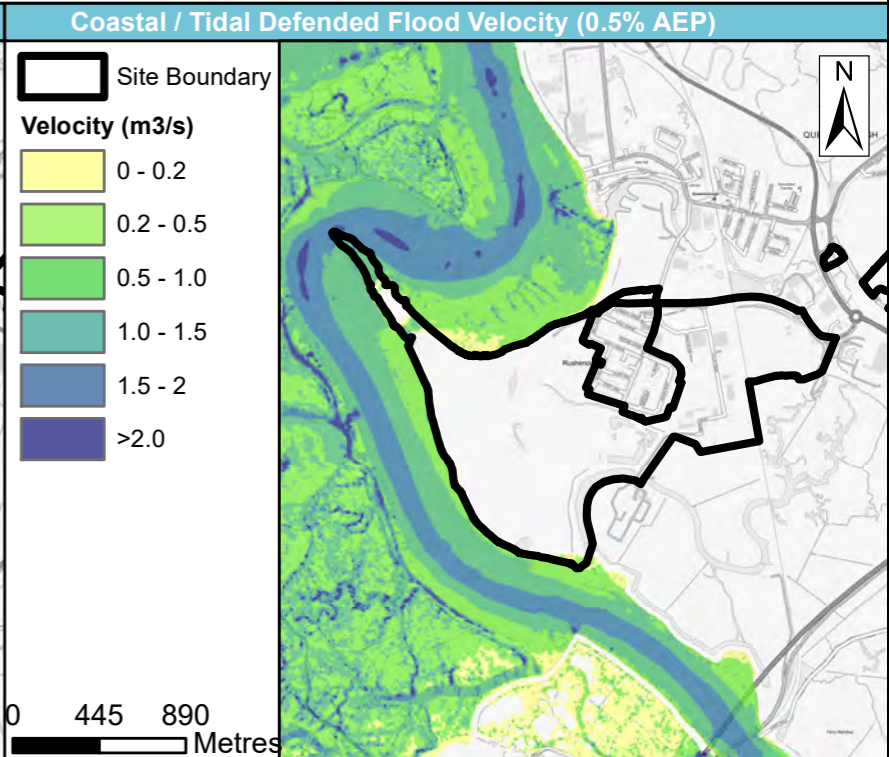 Coastal / Tidal Defended Flood Velocity (0.5% AEP)
Site Boundary
Velocity (m3/s)
0 - 0.2
0.2 - 0.5
0.5 - 1.0
1.0 - 1.5
1.5 - 2
>2.0
0 445 890
Metres
N